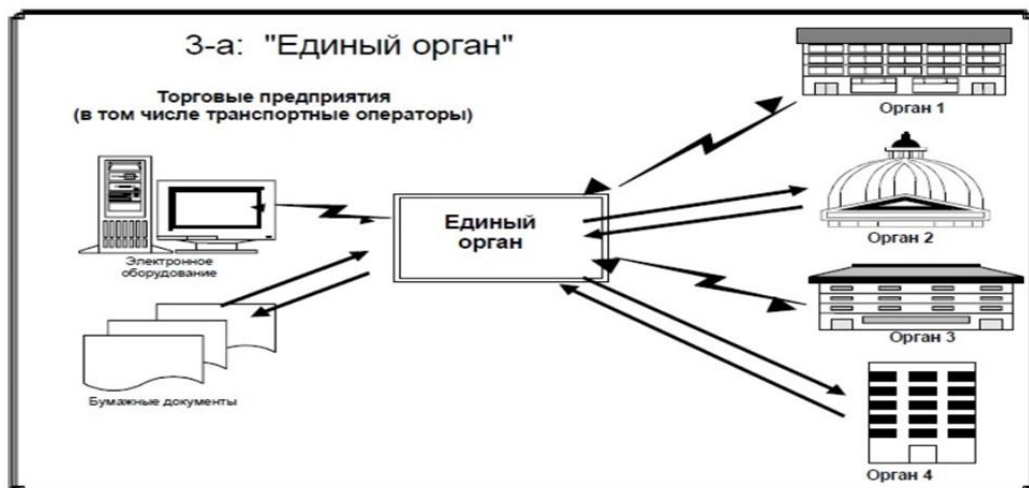 3-а: "Единый орган"
Торговые предприятия
(в том числе транспортные операторы)
Электронное
оборудование
Бумажные документы
Единый
орган
Орган 1
Орган 2
Орган 3
Орган 4